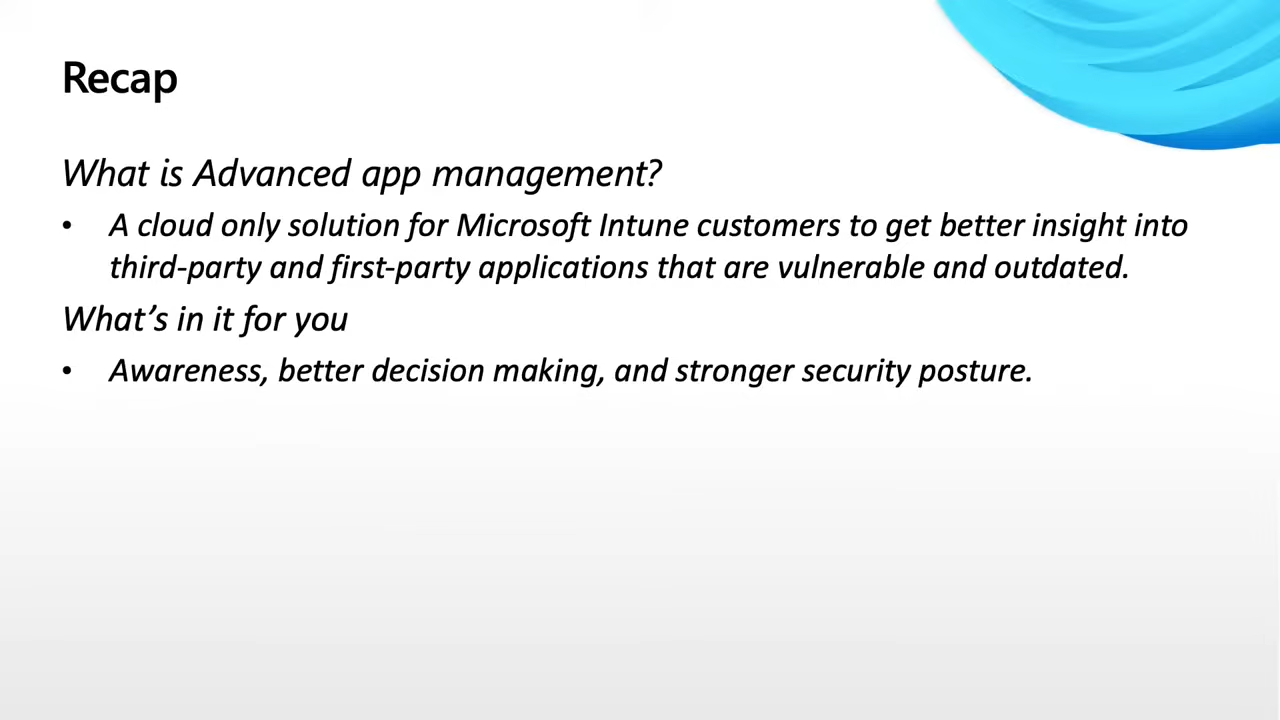 Recap
What is Advanced app management?
• A cloud only solution for Microsoft Intune customers to get better insight into
third-party and first-party applications that are vulnerable and outdated.
What's in it for you
• Awareness, better decision making, and stronger security posture.